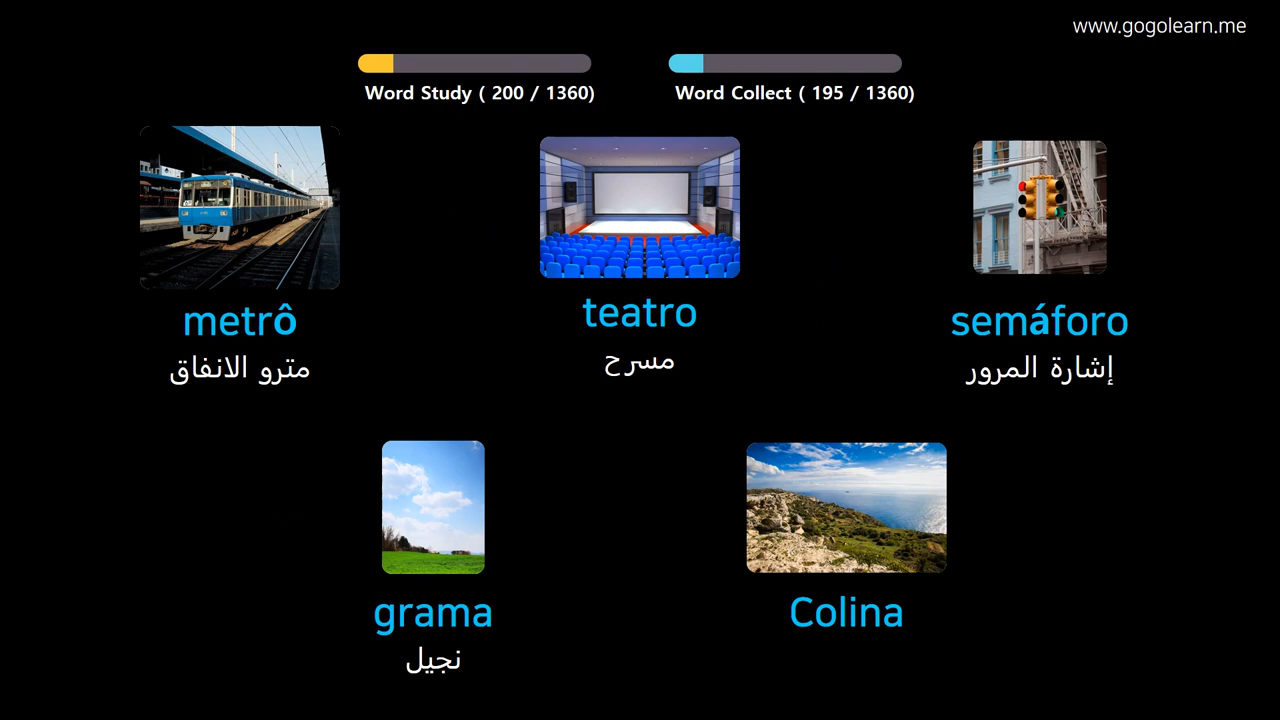 www.gogolearn.me
Word Study ( 200 / 1360)
Word Collect ( 195 / 1360)
metrô
مترو الانفاق
teatro
مسرح
semáforo
إشارة المرور
grama
نجيل
Colina